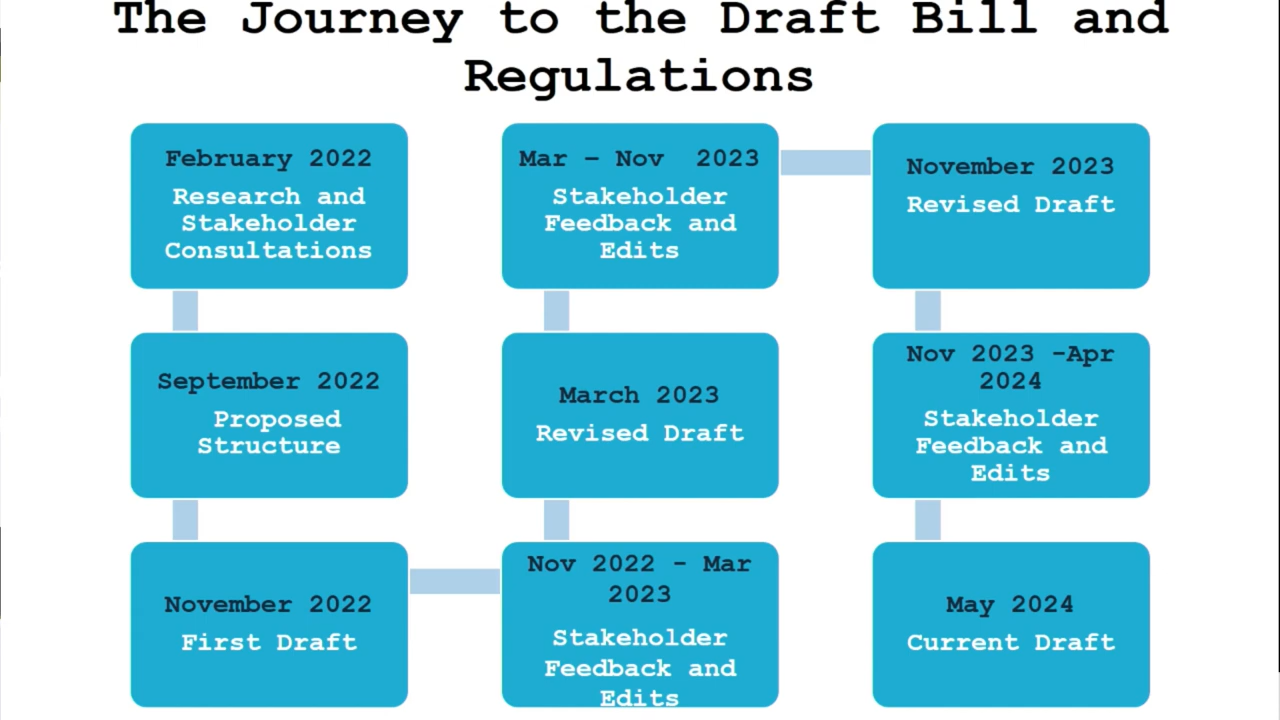 The Journey to the Draft Bill and
Regulations
February 2022
Research and
Stakeholder
Consultations
September 2022
Proposed
Structure
November 2022
First Draft
Nov 2022 - Mar
2023
Stakeholder
Feedback and
Edits
March 2023
Revised Draft
Mar – Nov  2023
Stakeholder
Feedback and
Edits
November 2023
Revised Draft
Nov 2023 -Apr
2024
Stakeholder
Feedback and
Edits
May 2024
Current Draft